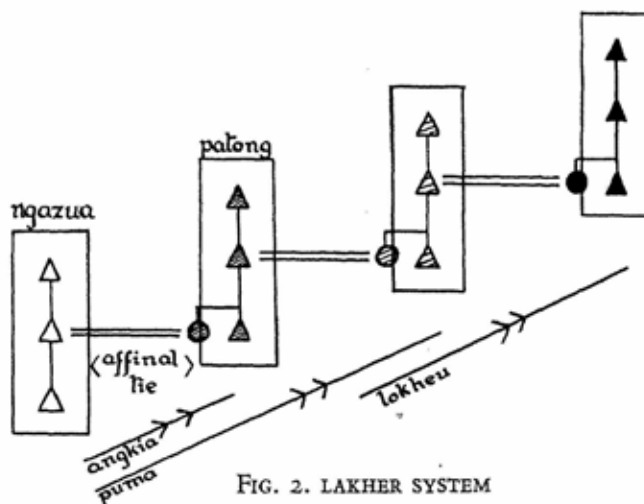 patong
ngazua
affinal
tie
angkia
puma
lokheu
FIG. 2. LAKHER SYSTEM